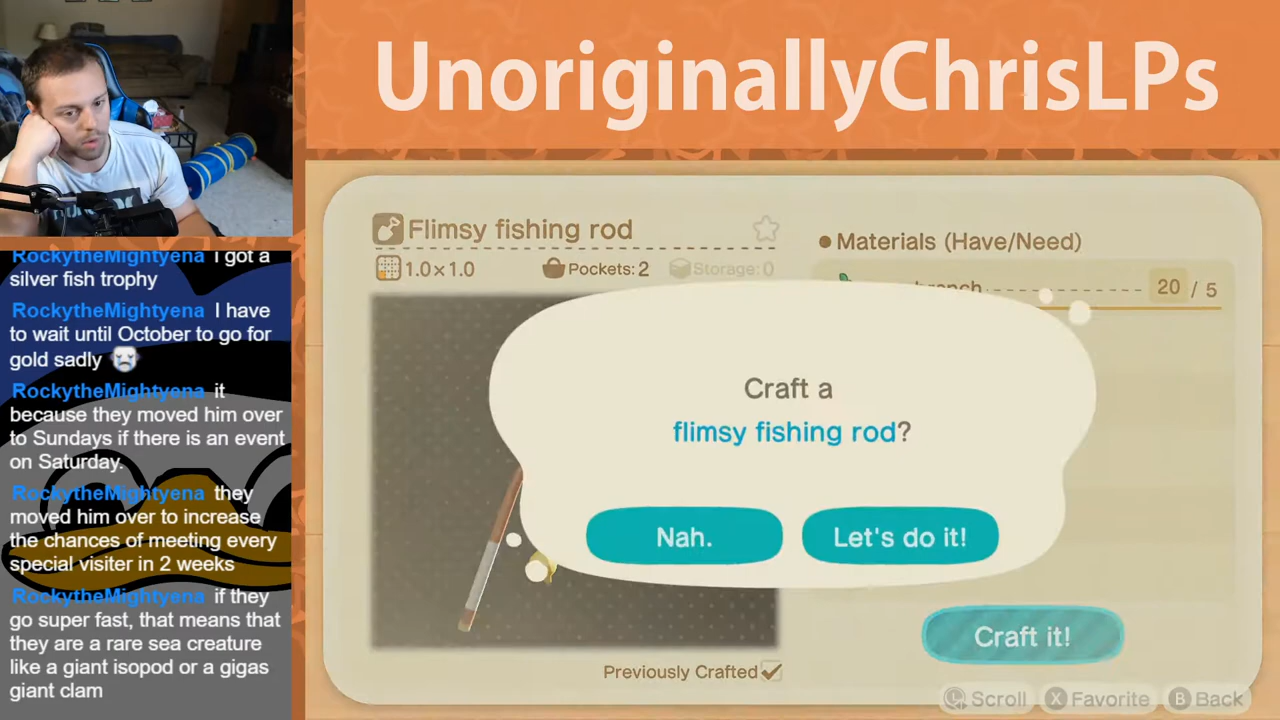 UnoriginallyChrisLPs
RockytheMightyena I got a
silver fish trophy
RockytheMightyena I have
to wait until October to go for
gold sadly
RockytheMightyena it
because they moved him over
to Sundays if there is an event
on Saturday.
RockytheMightyena they
moved him over to increase
the chances of meeting every
special visiter in 2 weeks
RockytheMightyena if they
go super fast, that means that
they are a rare sea creature
like a giant isopod or a gigas
giant clam
Flimsy fishing rod
1.0×1.0 Pockets: 2 Storage: 0
Materials (Have/Need)
20 / 5
Craft a
flimsy fishing rod?
Nah. Let's do it!
Craft it!
Previously Crafted
L Scroll X Favorite B Back